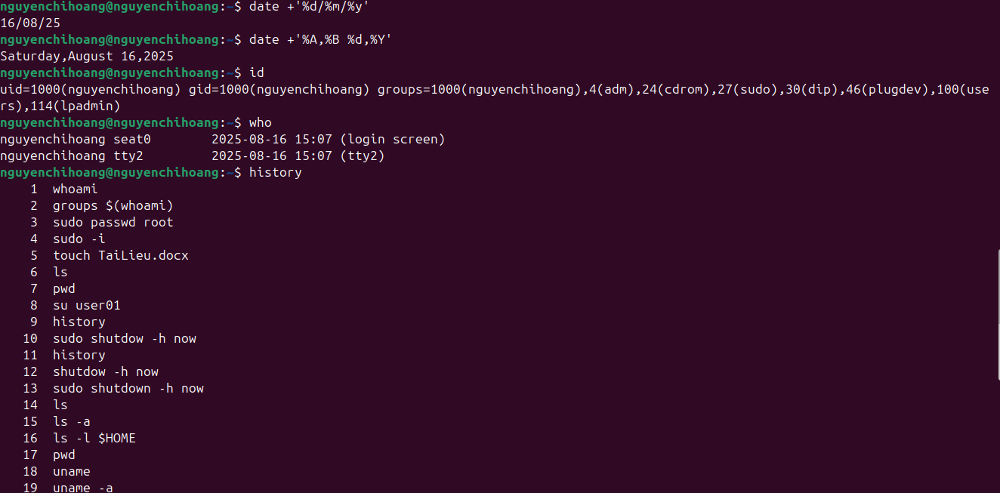 nguyenchihoang@nguyenchihoang:~$ date +'%d/%m/%y'
16/08/25
nguyenchihoang@nguyenchihoang:~$ date +'%A,%B %d,%Y'
Saturday,August 16,2025
nguyenchihoang@nguyenchihoang:~$ id
uid=1000(nguyenchihoang) gid=1000(nguyenchihoang) groups=1000(nguyenchihoang),4(adm),24(cdrom),27(sudo),30(dip),46(plugdev),100(use
rs),114(lpadmin)
nguyenchihoang@nguyenchihoang:~$ who
nguyenchihoang seat0        2025-08-16 15:07 (login screen)
nguyenchihoang tty2         2025-08-16 15:07 (tty2)
nguyenchihoang@nguyenchihoang:~$ history
    1  whoami
    2  groups $(whoami)
    3  sudo passwd root
    4  sudo -i
    5  touch TaiLieu.docx
    6  ls
    7  pwd
    8  su user01
    9  history
   10  sudo shutdow -h now
   11  history
   12  shutdow -h now
   13  sudo shutdown -h now
   14  ls
   15  ls -a
   16  ls -l $HOME
   17  pwd
   18  uname
   19  uname -a